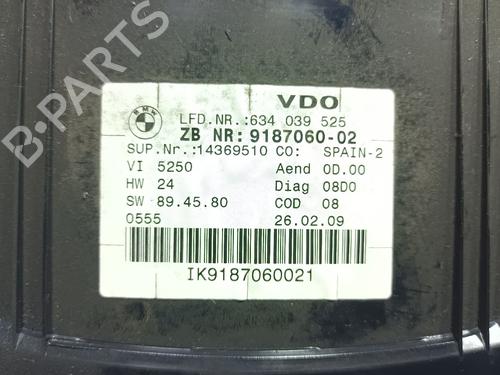 B-PARTS
BMW
VDO
LFD.NR.:634 039 525
ZB NR: 9187060-02
SUP.Nr.:14369510 CO: SPAIN-2
VI 5250 Aend 0D.00
HW 24 Diag 08D0
SW 89.45.80 COD 08
0555 26.02.09
IK9187060021